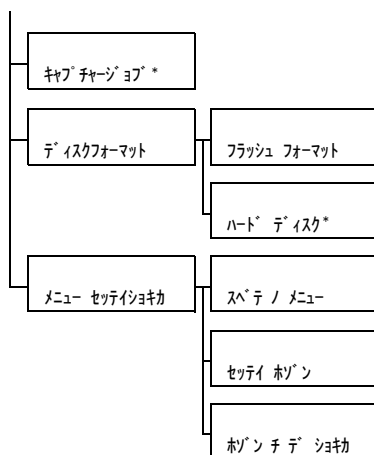 ｷｬﾌﾟﾁｬｰｼﾞｮﾌﾞ*
ﾃﾞｨｽｸﾌｫｰﾏｯﾄ
ﾌﾗｯｼｭ ﾌｫｰﾏｯﾄ
ﾊｰﾄﾞ ﾃﾞｨｽｸ*
ﾒﾆｭｰ ｾｯﾃｲｼｮｷｶ
ｽﾍﾞﾃ ﾉ ﾒﾆｭｰ
ｾｯﾃｲ ﾎｿﾞﾝ
ﾎｿﾞﾝ ﾁ ﾃﾞ ｼｮｷｶ